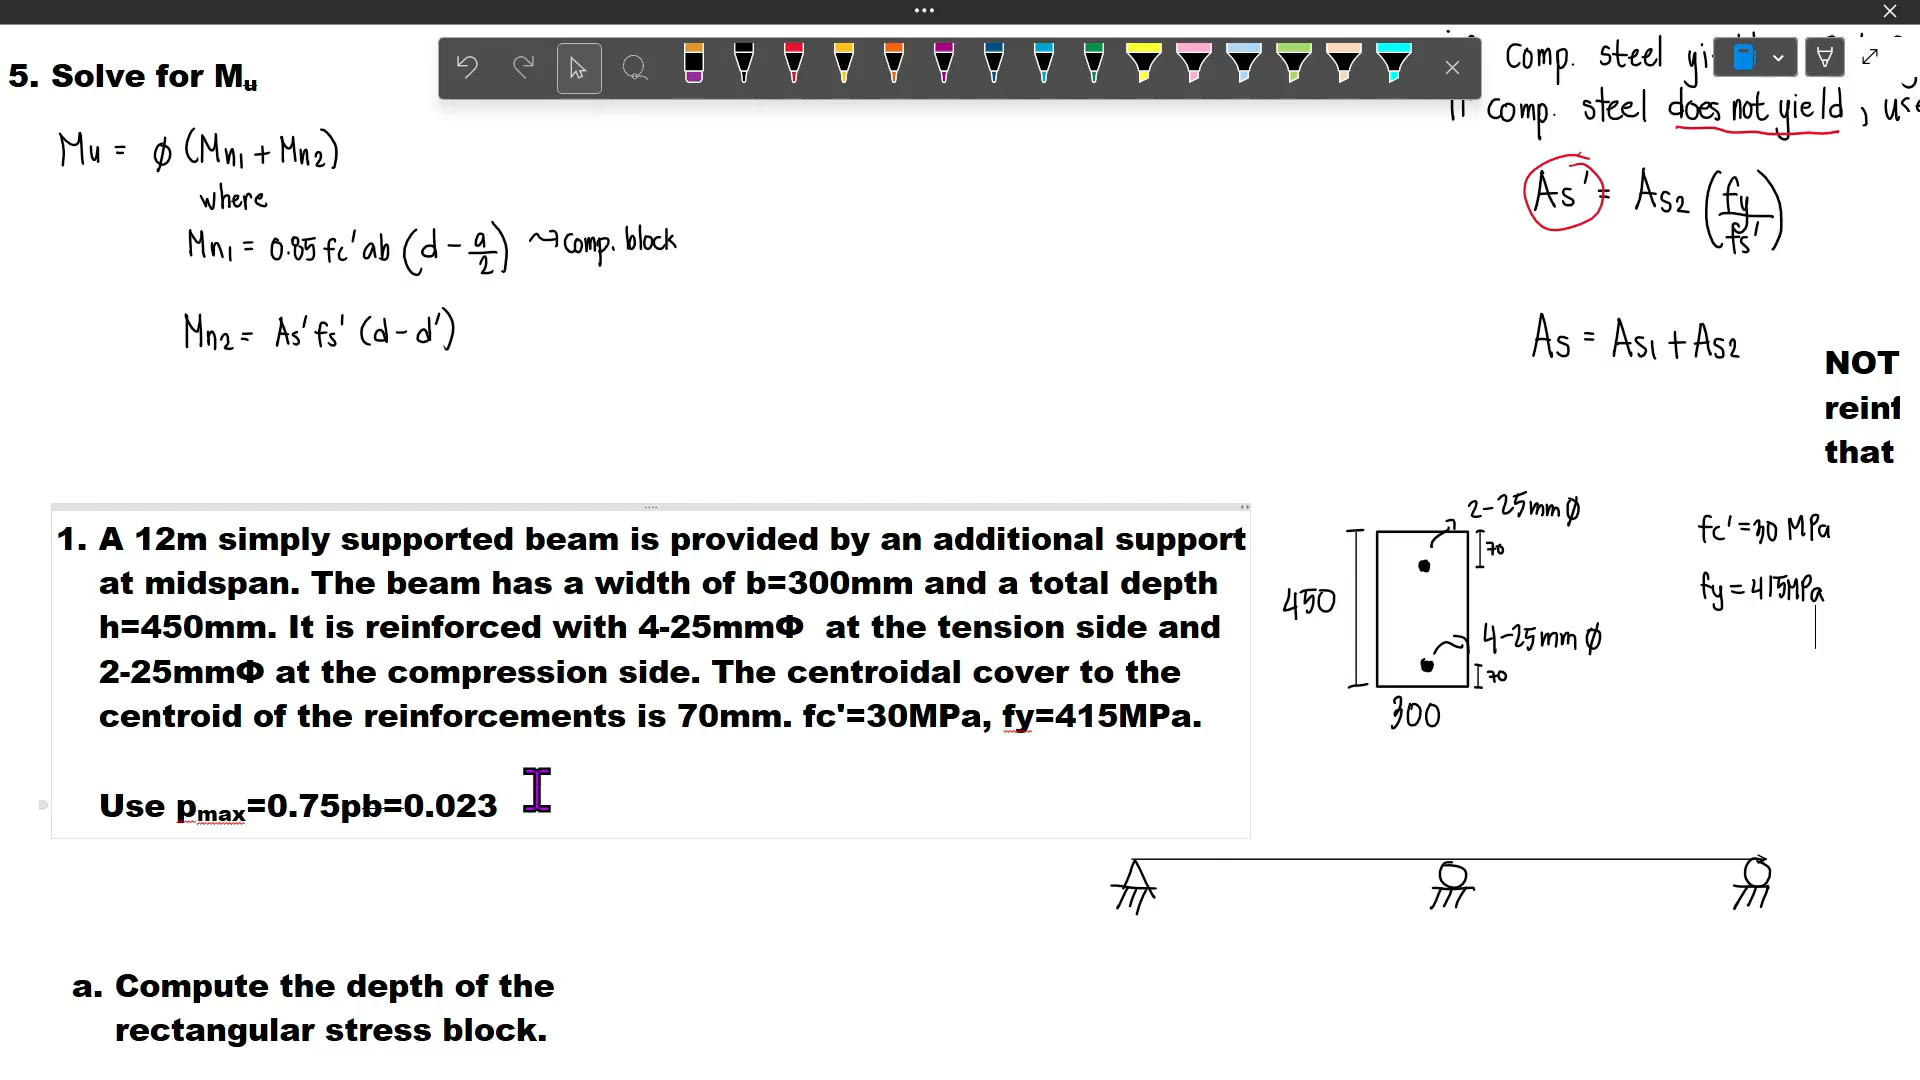 5. Solve for Mu
Mu = ϕ (Mn1 + Mn2)
where
Mn1 = 0.85 fc' ab (d - a/2) ⤳ comp. block
Mn2 = As' fs' (d - d')
Comp. steel
comp. steel does not yield,
As' = As2 (fy/fs')
As = As1 + As2
NOT
reinf
that
1. A 12m simply supported beam is provided by an additional support
at midspan. The beam has a width of b=300mm and a total depth
h=450mm. It is reinforced with 4-25mmΦ at the tension side and
2-25mmΦ at the compression side. The centroidal cover to the
centroid of the reinforcements is 70mm. fc'=30MPa, fy=415MPa.
Use pmax=0.75pb=0.023
2-25mm ϕ
70
450
4-25mm ϕ
70
300
fc' = 30 MPa
fy = 415MPa
a. Compute the depth of the
rectangular stress block.